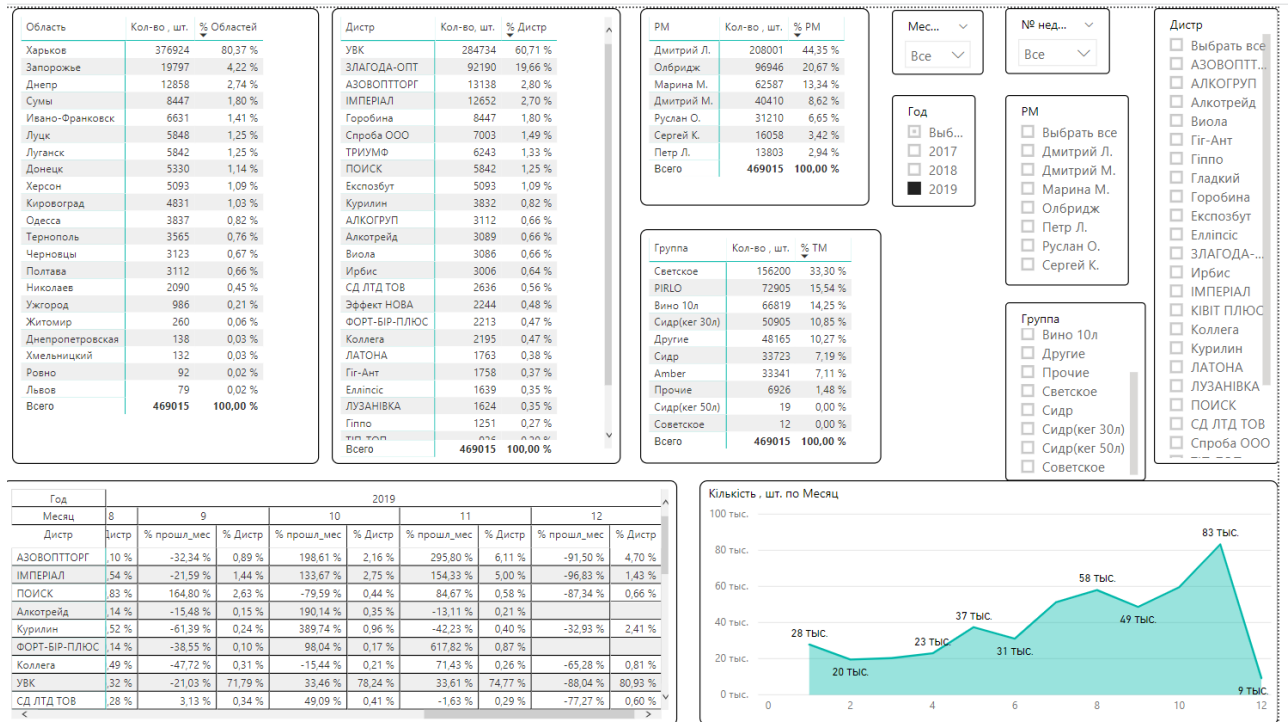 Область Кол-во , шт. % Областей
Харьков 376924 80,37 %
Запорожье 19797 4,22 %
Днепр 12858 2,74 %
Сумы 8447 1,80 %
Ивано-Франковск 6631 1,41 %
Луцк 5848 1,25 %
Луганск 5842 1,25 %
Донецк 5330 1,14 %
Херсон 5093 1,09 %
Кировоград 4831 1,03 %
Одесса 3837 0,82 %
Тернополь 3565 0,76 %
Черновцы 3123 0,67 %
Полтава 3112 0,66 %
Николаев 2090 0,45 %
Ужгород 986 0,21 %
Житомир 260 0,06 %
Днепропетровская 138 0,03 %
Хмельницкий 132 0,03 %
Ровно 92 0,02 %
Львов 79 0,02 %
Всего 469015 100,00 %
Дистр Кол-во, шт. % Дистр
УВК 284734 60,71 %
ЗЛАГОДА-ОПТ 92190 19,66 %
АЗОВОПТТОРГ 13138 2,80 %
ІМПЕРІАЛ 12652 2,70 %
Горобина 8447 1,80 %
Спроба ООО 7003 1,49 %
ТРИУМФ 6243 1,33 %
ПОИСК 5842 1,25 %
Експозбут 5093 1,09 %
Курилин 3832 0,82 %
АЛКОГРУП 3112 0,66 %
Алкотрейд 3089 0,66 %
Виола 3086 0,66 %
Ирбис 3006 0,64 %
СД ЛТД ТОВ 2636 0,56 %
Эффект НОВА 2244 0,48 %
ФОРТ-БІР-ПЛЮС 2213 0,47 %
Коллега 2195 0,47 %
ЛАТОНА 1763 0,38 %
Гіг-Ант 1758 0,37 %
Елліпсіс 1639 0,35 %
ЛУЗАНІВКА 1624 0,35 %
Гіппо 1251 0,27 %
Всего 469015 100,00 %
РМ Кол-во , шт. % РМ
Дмитрий Л. 208001 44,35 %
Олбридж 96946 20,67 %
Марина М. 62587 13,34 %
Дмитрий М. 40410 8,62 %
Руслан О. 31210 6,65 %
Сергей К. 16058 3,42 %
Петр Л. 13803 2,94 %
Всего 469015 100,00 %
Группа Кол-во , шт. % ТМ
Светское 156200 33,30 %
PIRLO 72905 15,54 %
Вино 10л 66819 14,25 %
Сидр(кег 30л) 50905 10,85 %
Другие 48165 10,27 %
Сидр 33723 7,19 %
Amber 33341 7,11 %
Прочие 6926 1,48 %
Сидр(кег 50л) 19 0,00 %
Советское 12 0,00 %
Всего 469015 100,00 %
Мес...
Все
№ нед...
Все
Год
Выб...
2017
2018
2019
РМ
Выбрать все
Дмитрий Л.
Дмитрий М.
Марина М.
Олбридж
Петр Л.
Руслан О.
Сергей К.
Группа
Вино 10л
Другие
Прочие
Светское
Сидр
Сидр(кег 30л)
Сидр(кег 50л)
Советское
Дистр
Выбрать все
АЗОВОПТТ...
АЛКОГРУП
Алкотрейд
Виола
Гіг-Ант
Гіппо
Гладкий
Горобина
Експозбут
Елліпсіс
ЗЛАГОДА-...
Ирбис
ІМПЕРІАЛ
КІВІТ ПЛЮС
Коллега
Курилин
ЛАТОНА
ЛУЗАНІВКА
ПОИСК
СД ЛТД ТОВ
Спроба ООО
Год 2019
Месяц 8 9 10 11 12
Дистр Дистр % прошл_мес % Дистр % прошл_мес % Дистр % прошл_мес % Дистр % прошл_мес % Дистр
АЗОВОПТТОРГ ,10 % -32,34 % 0,89 % 198,61 % 2,16 % 295,80 % 6,11 % -91,50 % 4,70 %
ІМПЕРІАЛ ,54 % -21,59 % 1,44 % 133,67 % 2,75 % 154,33 % 5,00 % -96,83 % 1,43 %
ПОИСК ,83 % 164,80 % 2,63 % -79,59 % 0,44 % 84,67 % 0,58 % -87,34 % 0,66 %
Алкотрейд ,14 % -15,48 % 0,15 % 190,14 % 0,35 % -13,11 % 0,21 %
Курилин ,52 % -61,39 % 0,24 % 389,74 % 0,96 % -42,23 % 0,40 % -32,93 % 2,41 %
ФОРТ-БІР-ПЛЮС ,14 % -38,55 % 0,10 % 98,04 % 0,17 % 617,82 % 0,87 %
Коллега ,49 % -47,72 % 0,31 % -15,44 % 0,21 % 71,43 % 0,26 % -65,28 % 0,81 %
УВК ,32 % -21,03 % 71,79 % 33,46 % 78,24 % 33,61 % 74,77 % -88,04 % 80,93 %
СД ЛТД ТОВ ,28 % 3,13 % 0,34 % 49,09 % 0,41 % -1,63 % 0,29 % -77,27 % 0,60 %
Кількість , шт. по Месяц
100 тыс.
80 тыс.
60 тыс.
40 тыс.
20 тыс.
0 тыс.
28 тыс.
20 тыс.
23 тыс.
37 тыс.
31 тыс.
58 тыс.
49 тыс.
83 тыс.
9 тыс.
0 2 4 6 8 10 12